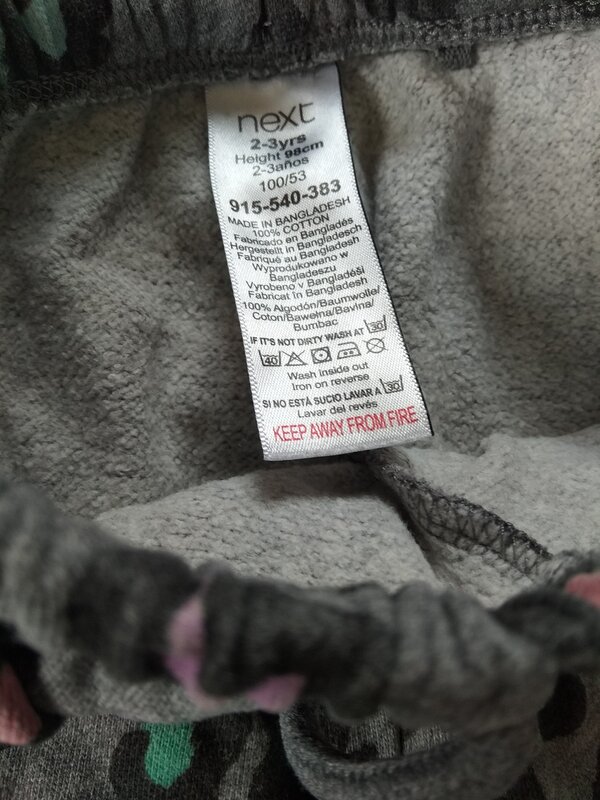 next
2-3yrs
Height 98cm
2-3años
100/53
915-540-383
MADE IN BANGLADESH
100% COTTON
Fabricado en Bangladés
Hergestellt in Bangladesch
Fabriqué au Bangladesh
Wyprodukowano w
Bangladeszu
Vyrobeno v Bangladéši
Fabricat în Bangladesh
100% Algodón/Baumwolle/
Coton/Bawełna/Bavlna/
Bumbac
IF IT'S NOT DIRTY WASH AT 30
40
Wash inside out
Iron on reverse
SI NO ESTÁ SUCIO LAVAR A 30
Lavar del revés
KEEP AWAY FROM FIRE